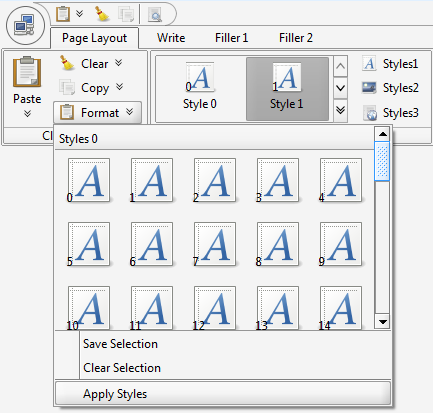 Page Layout Write Filler 1 Filler 2
Clear
Copy
Format
Paste
0 Style 0
1 Style 1
Styles1
Styles2
Styles3
Styles 0
0 1 2 3 4
5 6 7 8 9
10 11 12 13 14
Save Selection
Clear Selection
Apply Styles